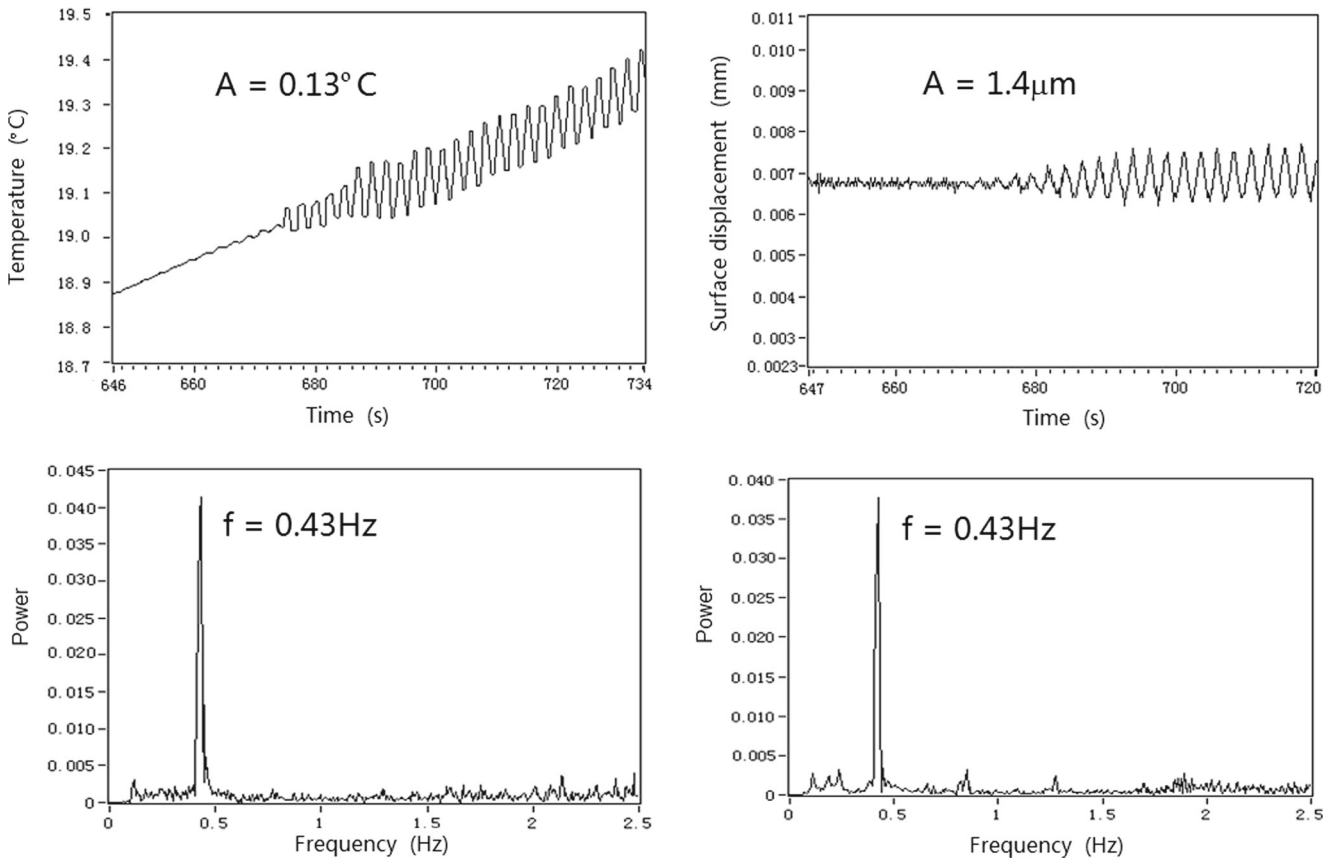 19.5
19.4
19.3
19.2
19.1
19.0
18.9
18.8
18.7
Temperature (°C)
A = 0.13°C
646 660 680 700 720 734
Time (s)
0.011
0.010
0.009
0.008
0.007
0.006
0.005
0.004
0.003
0.0023
Surface displacement (mm)
A = 1.4μm
647 660 680 700 720
Time (s)
0.045
0.040
0.035
0.030
0.025
0.020
0.015
0.010
0.005
0
Power
f = 0.43Hz
0 0.5 1 1.5 2 2.5
Frequency (Hz)
0.040
0.035
0.030
0.025
0.020
0.015
0.010
0.005
0
Power
f = 0.43Hz
0 0.5 1 1.5 2 2.5
Frequency (Hz)